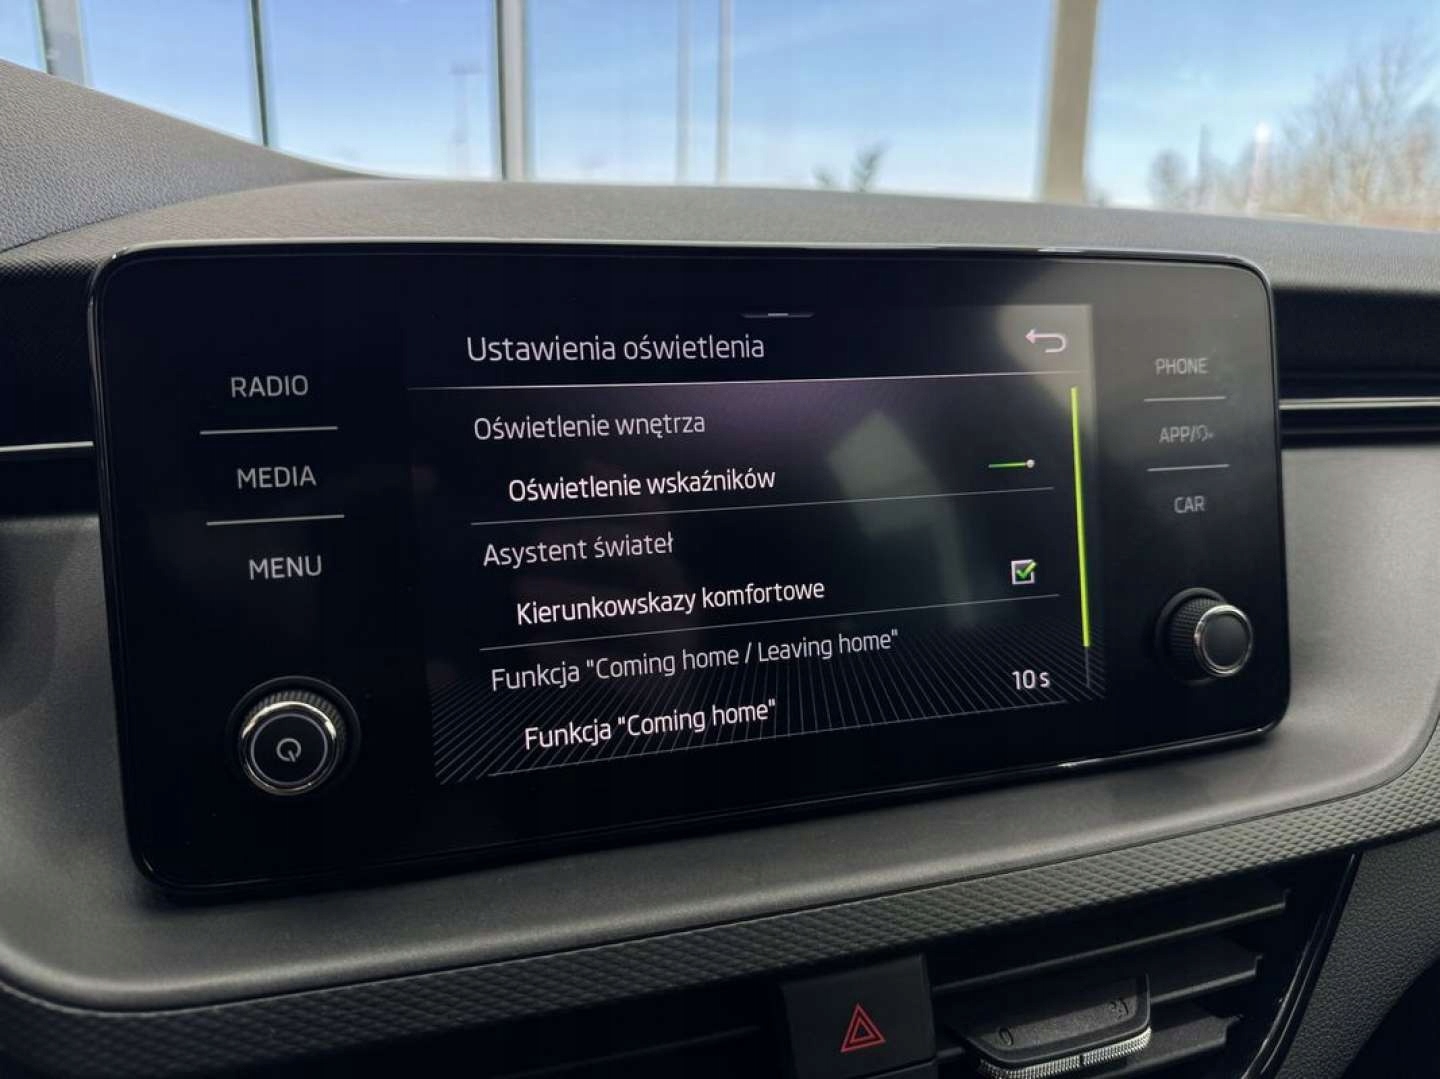 Ustawienia oświetlenia
RADIO
MEDIA
MENU
Oświetlenie wnętrza
Oświetlenie wskaźników
Asystent świateł
Kierunkowskazy komfortowe
Funkcja "Coming home / Leaving home"
Funkcja "Coming home"
10 s
PHONE
APP/
CAR
0